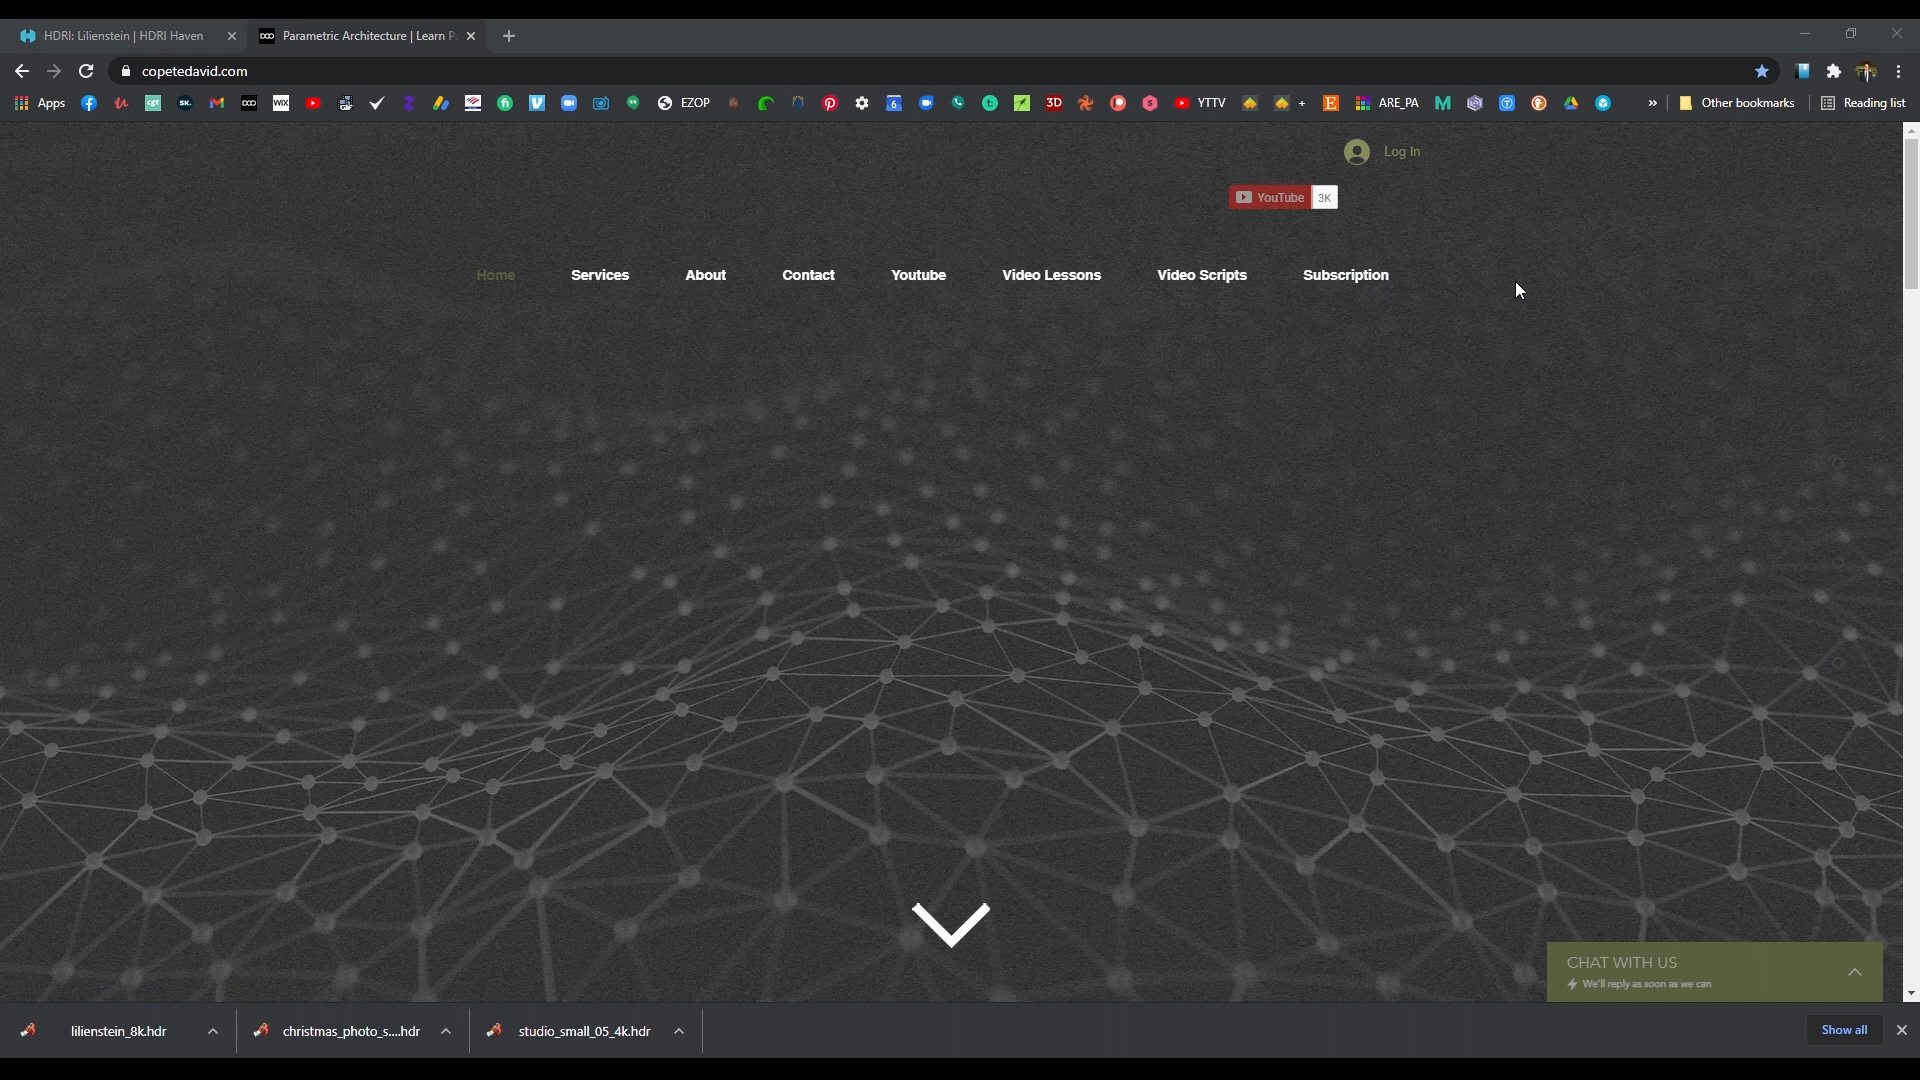 HDRI: Lilienstein | HDRI Haven
Parametric Architecture | Learn P
copetedavid.com
Apps
EZOP
YTTV
ARE_PA
Other bookmarks
Reading list
Log In
YouTube 3K
Home Services About Contact Youtube Video Lessons Video Scripts Subscription
CHAT WITH US
We'll reply as soon as we can
lilienstein_8k.hdr
christmas_photo_s....hdr
studio_small_05_4k.hdr
Show all